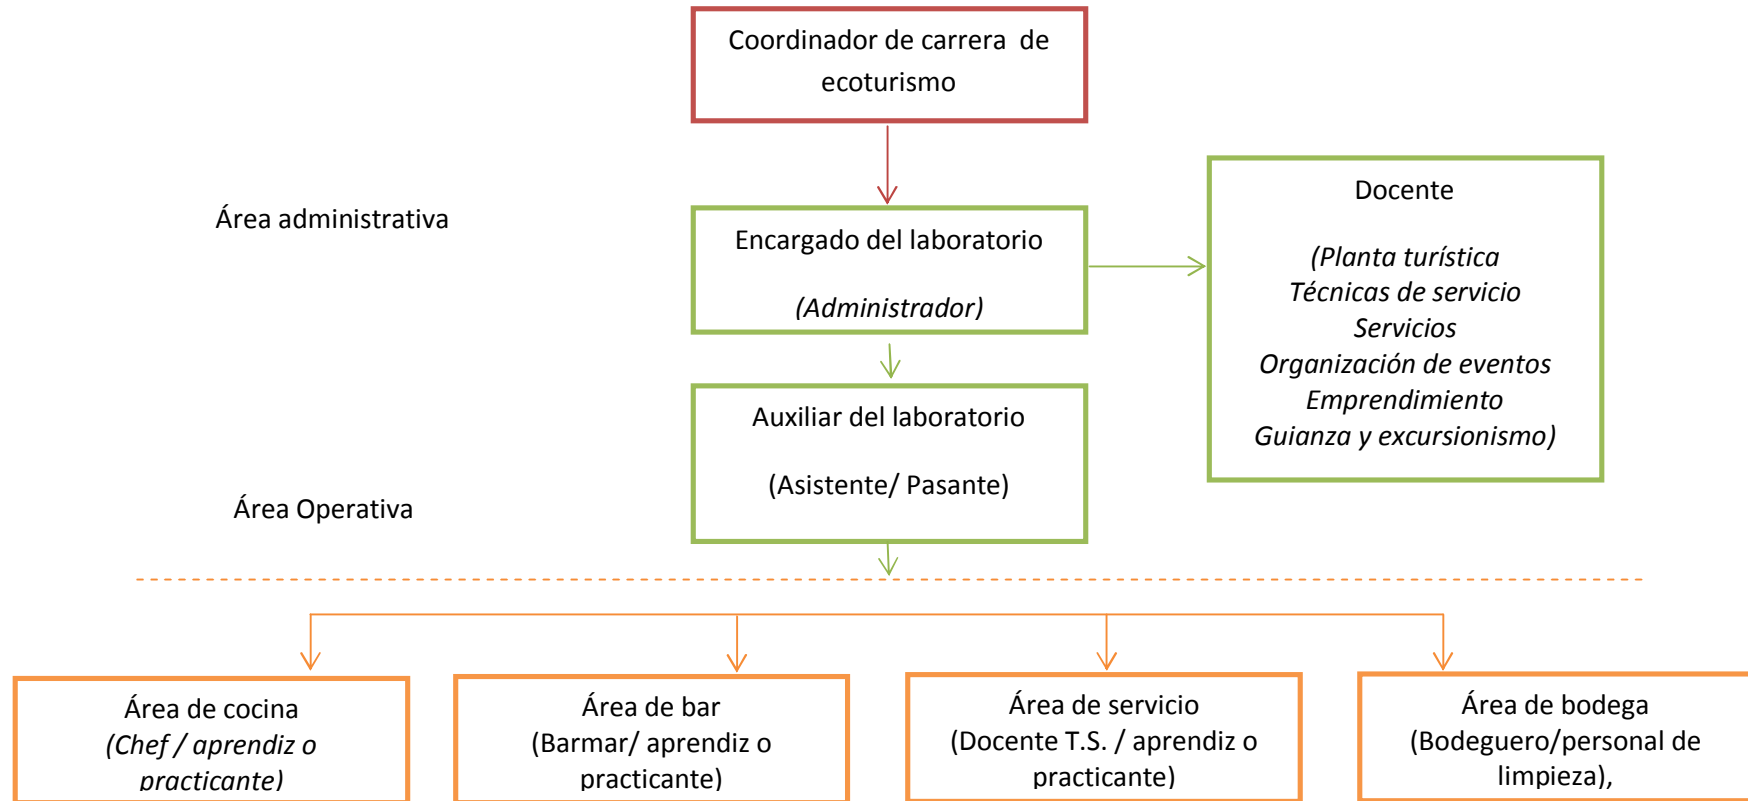 Coordinador de carrera de
ecoturismo
Área administrativa
Encargado del laboratorio
(Administrador)
Docente
(Planta turística
Técnicas de servicio
Servicios
Organización de eventos
Emprendimiento
Guianza y excursionismo)
Auxiliar del laboratorio
(Asistente/ Pasante)
Área Operativa
Área de cocina
(Chef / aprendiz o
practicante)
Área de bar
(Barmar/ aprendiz o
practicante)
Área de servicio
(Docente T.S. / aprendiz o
practicante)
Área de bodega
(Bodeguero/personal de
limpieza),